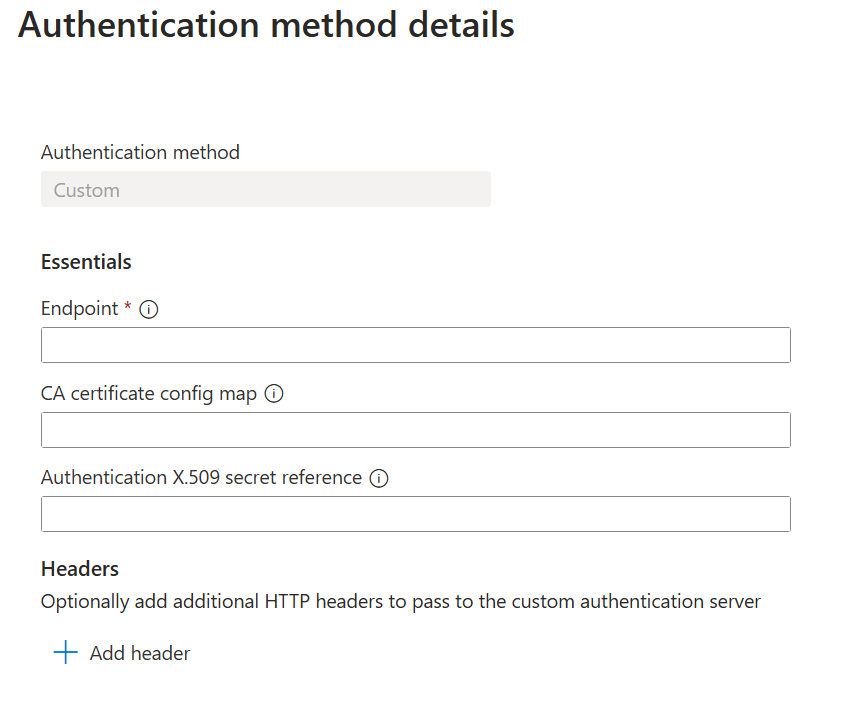 Authentication method details
Authentication method
Custom
Essentials
Endpoint *
CA certificate config map
Authentication X.509 secret reference
Headers
Optionally add additional HTTP headers to pass to the custom authentication server
Add header